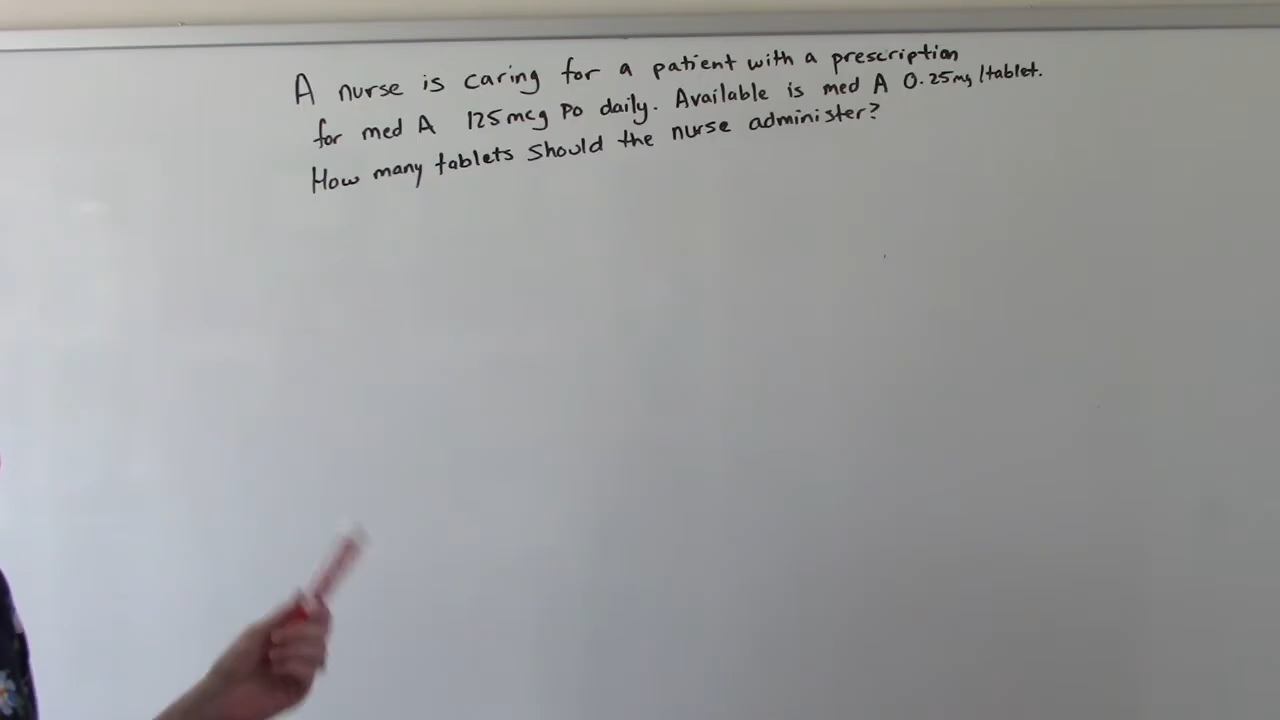 A nurse is caring for a patient with a prescription
for med A 125mcg PO daily. Available is med A 0.25mg/tablet.
How many tablets should the nurse administer?